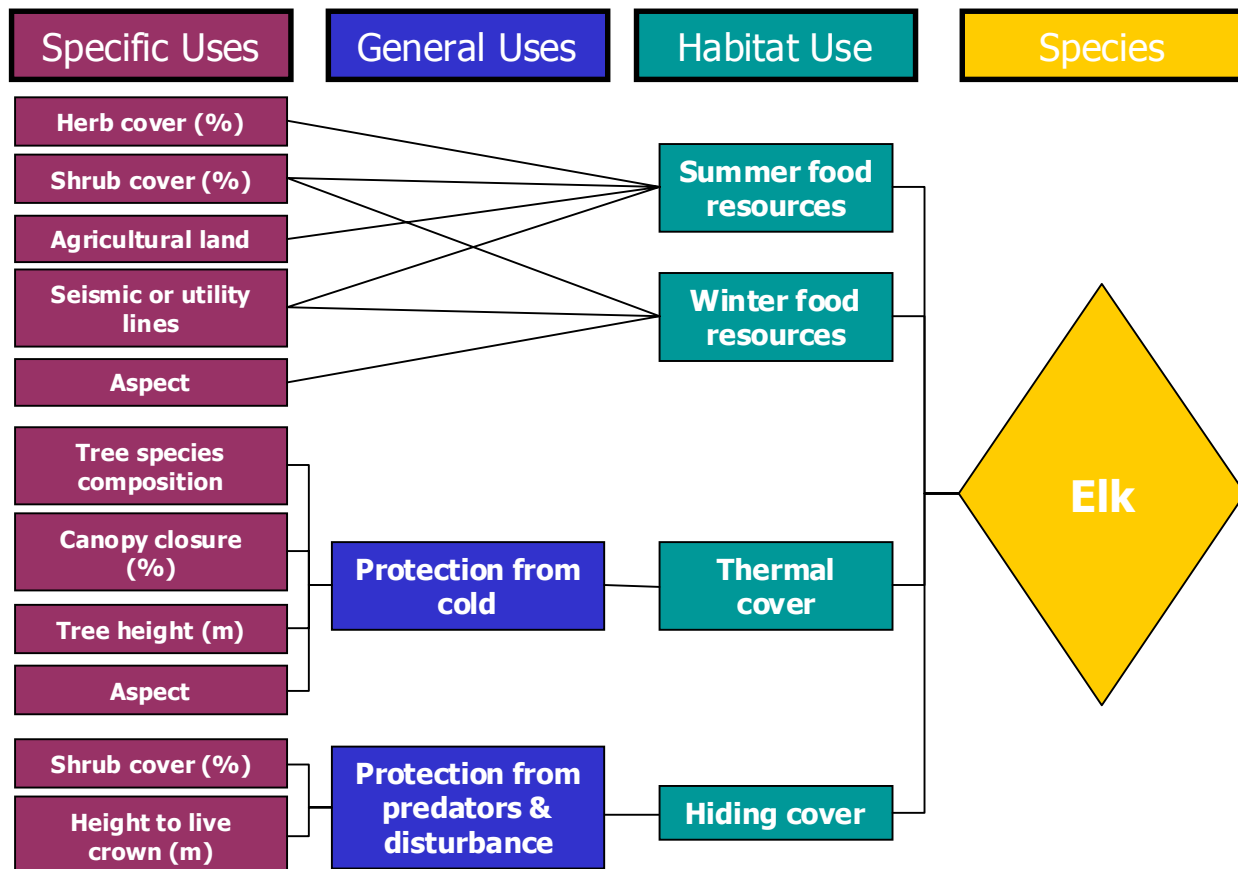 Specific Uses
General Uses
Habitat Use
Species
Herb cover (%)
Shrub cover (%)
Agricultural land
Seismic or utility
lines
Aspect
Tree species
composition
Canopy closure
(%)
Tree height (m)
Aspect
Shrub cover (%)
Height to live
crown (m)
Protection from
cold
Protection from
predators &
disturbance
Summer food
resources
Winter food
resources
Thermal
cover
Hiding cover
Elk